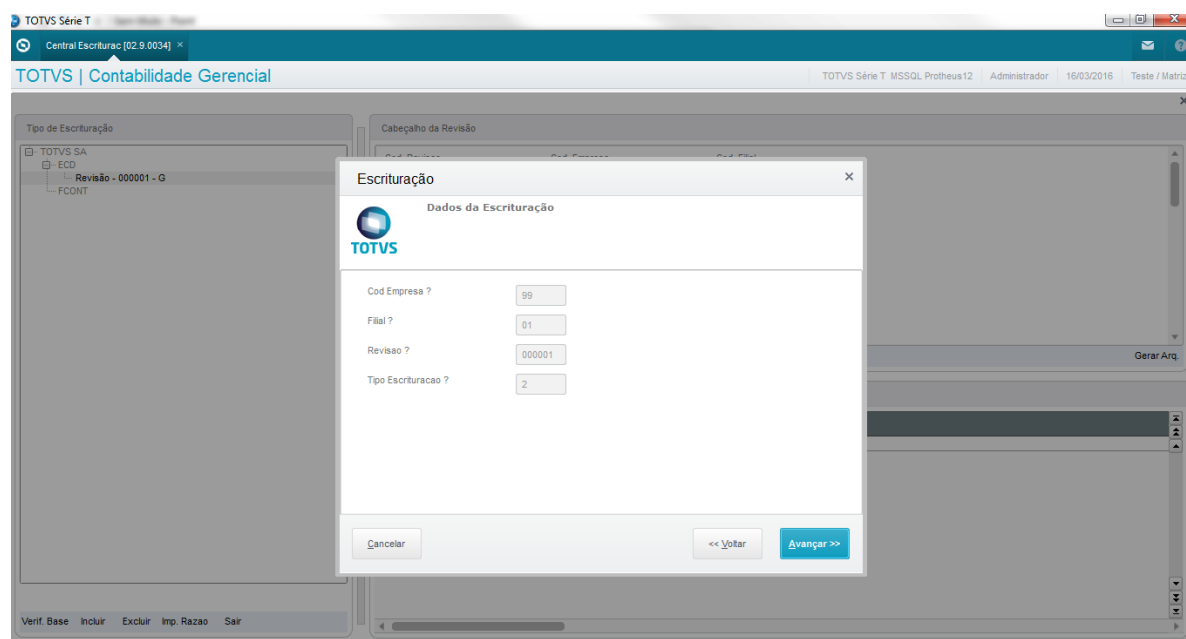 TOTVS Série T
Central Escriturac [02.9.0034] ×
TOTVS | Contabilidade Gerencial
TOTVS Série T MSSQL Protheus12 Administrador 16/03/2016 Teste / Matriz
Tipo de Escrituração
Cabeçalho da Revisão
TOTVS SA
ECD
Revisão - 000001 - G
FCONT
Escrituração
Dados da Escrituração
TOTVS
Cod Empresa ? 99
Filial ? 01
Revisao ? 000001
Tipo Escrituracao ? 2
Gerar Arq.
Cancelar
<< Voltar
Avançar >>
Verif. Base Incluir Excluir Imp. Razao Sair